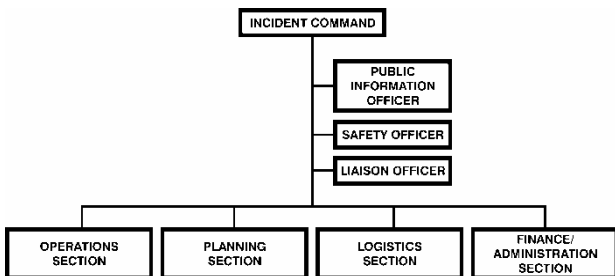 INCIDENT COMMAND
PUBLIC
INFORMATION
OFFICER
SAFETY OFFICER
LIAISON OFFICER
OPERATIONS
SECTION
PLANNING
SECTION
LOGISTICS
SECTION
FINANCE/
ADMINISTRATION
SECTION